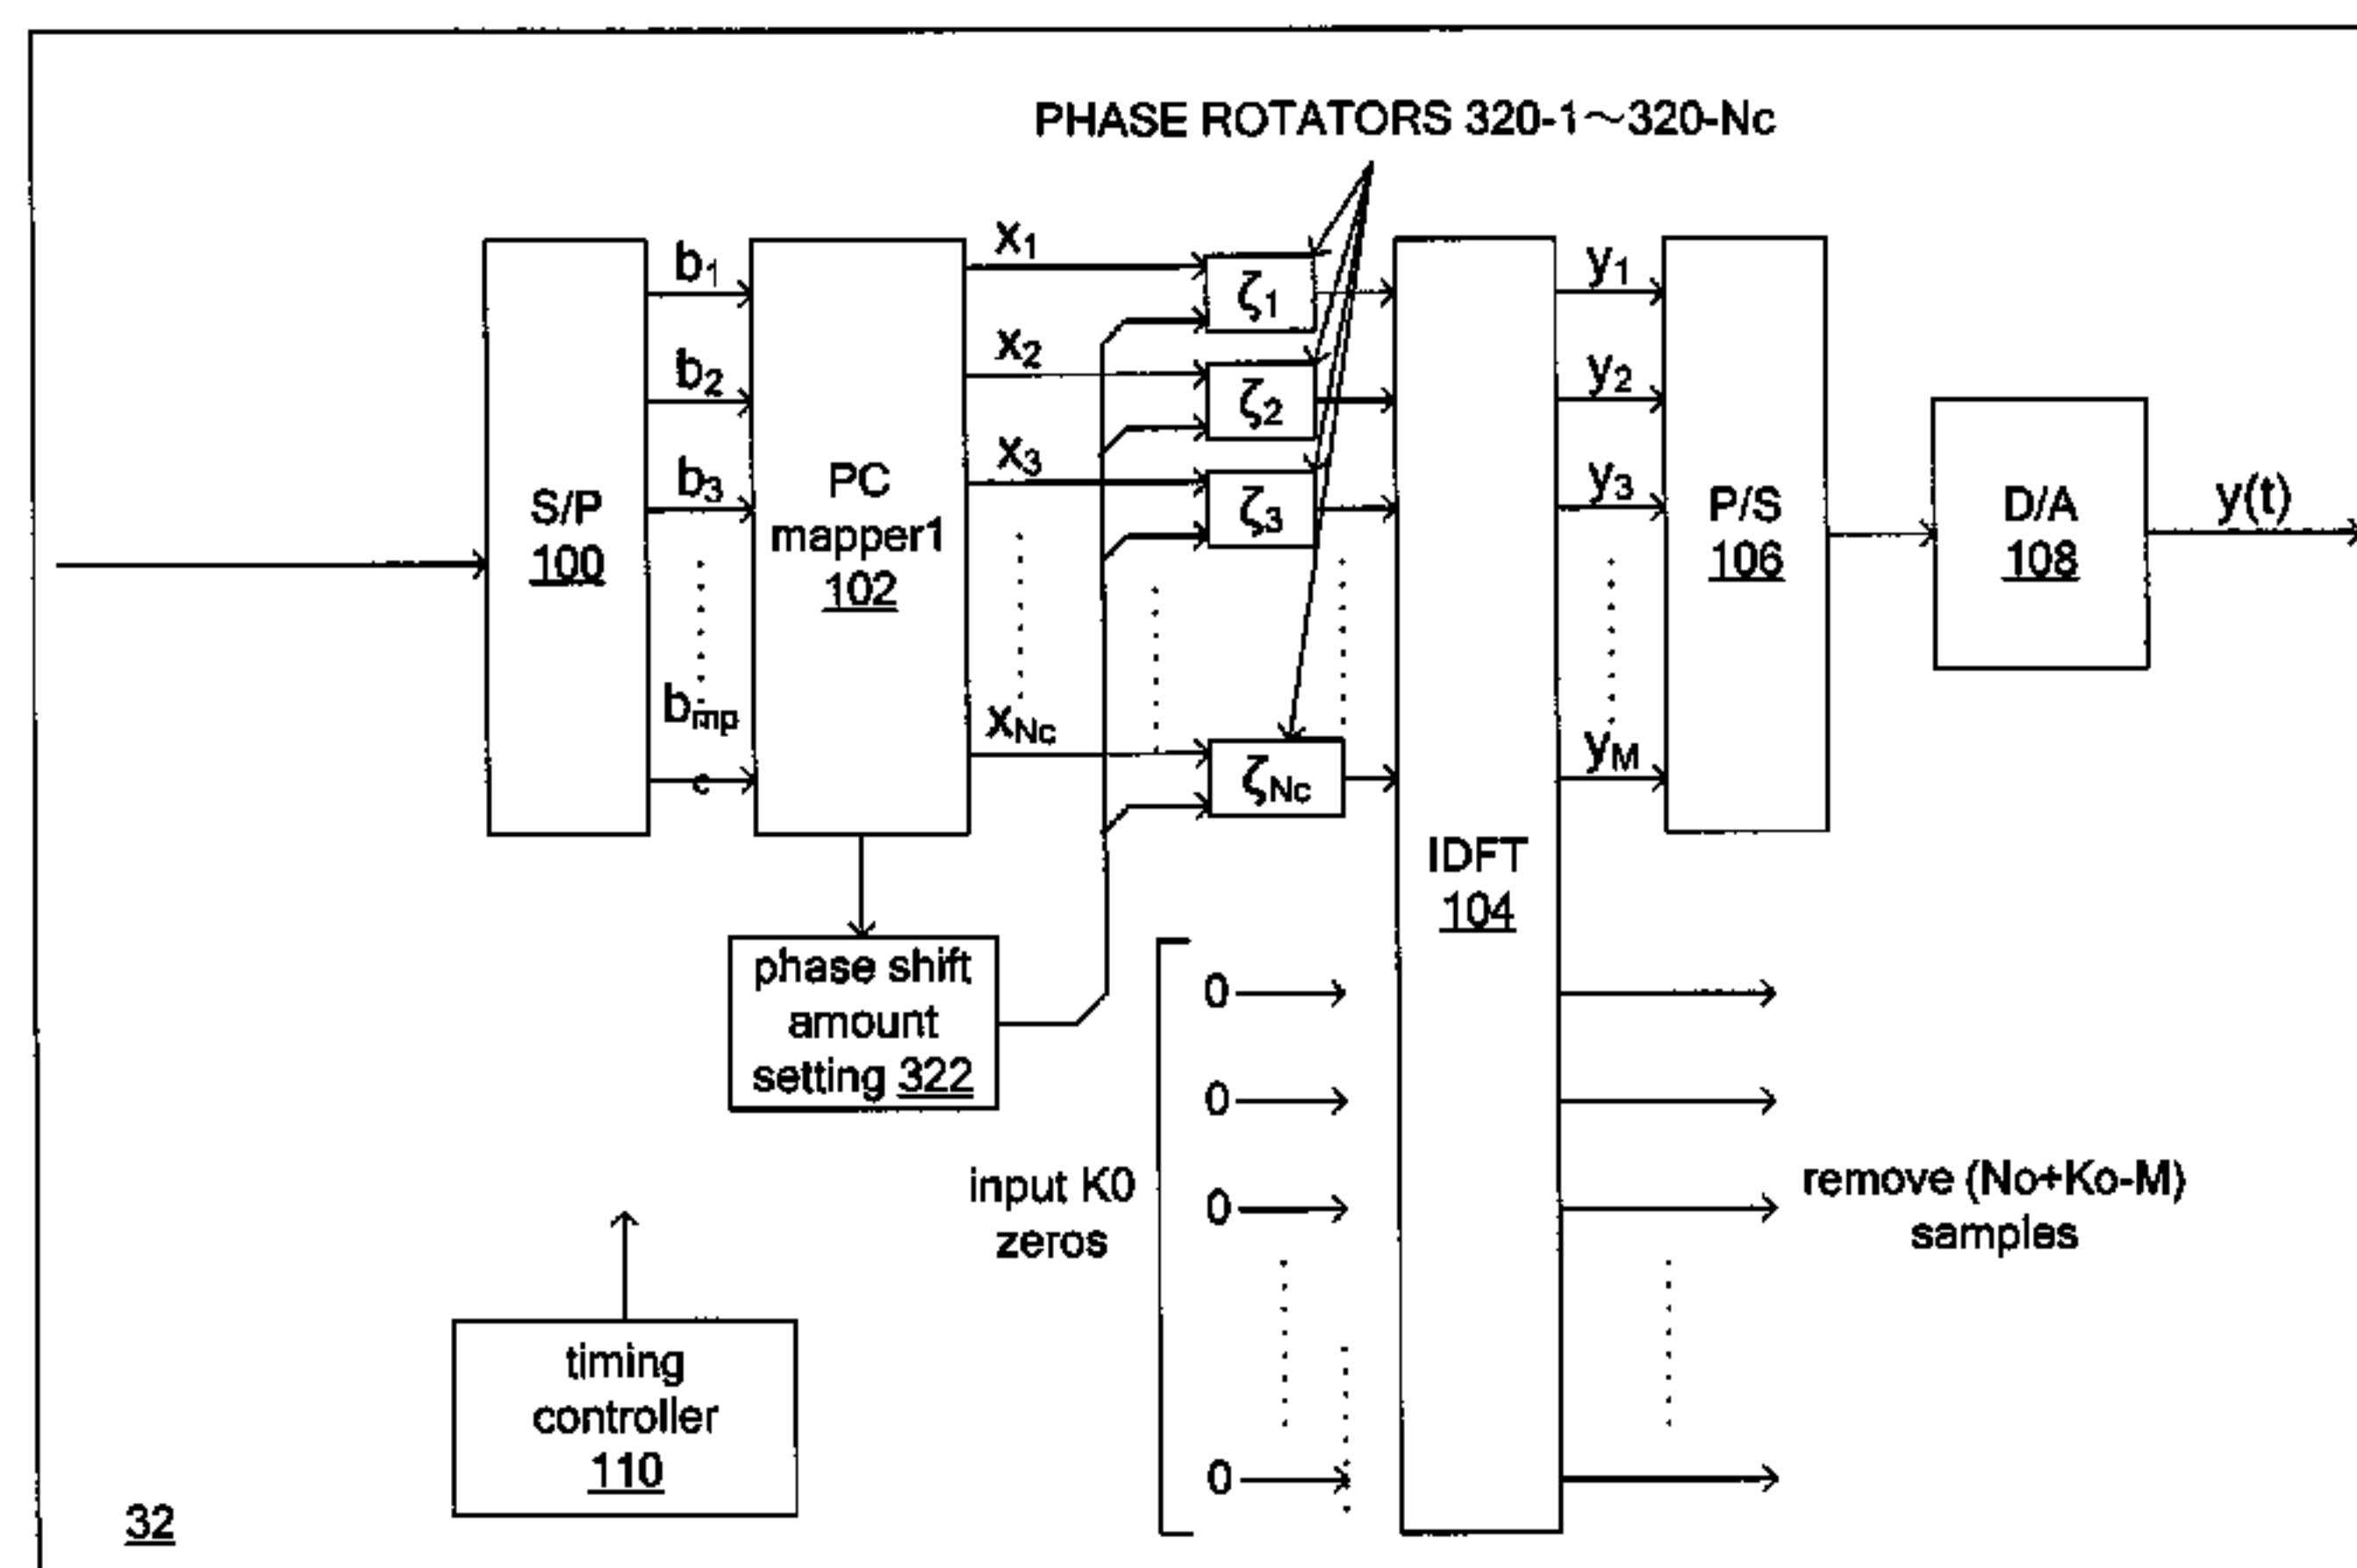 PHASE ROTATORS 320-1～320-Nc
S/P
100
b1
b2
b3
bmp
c
PC
mapper1
102
x1
x2
x3
xNc
ζ1
ζ2
ζ3
ζNc
IDFT
104
y1
y2
y3
yM
P/S
106
D/A
108
y(t)
phase shift
amount
setting 322
input K0
zeros
0
0
0
0
remove (No+Ko-M)
samples
timing
controller
110
32